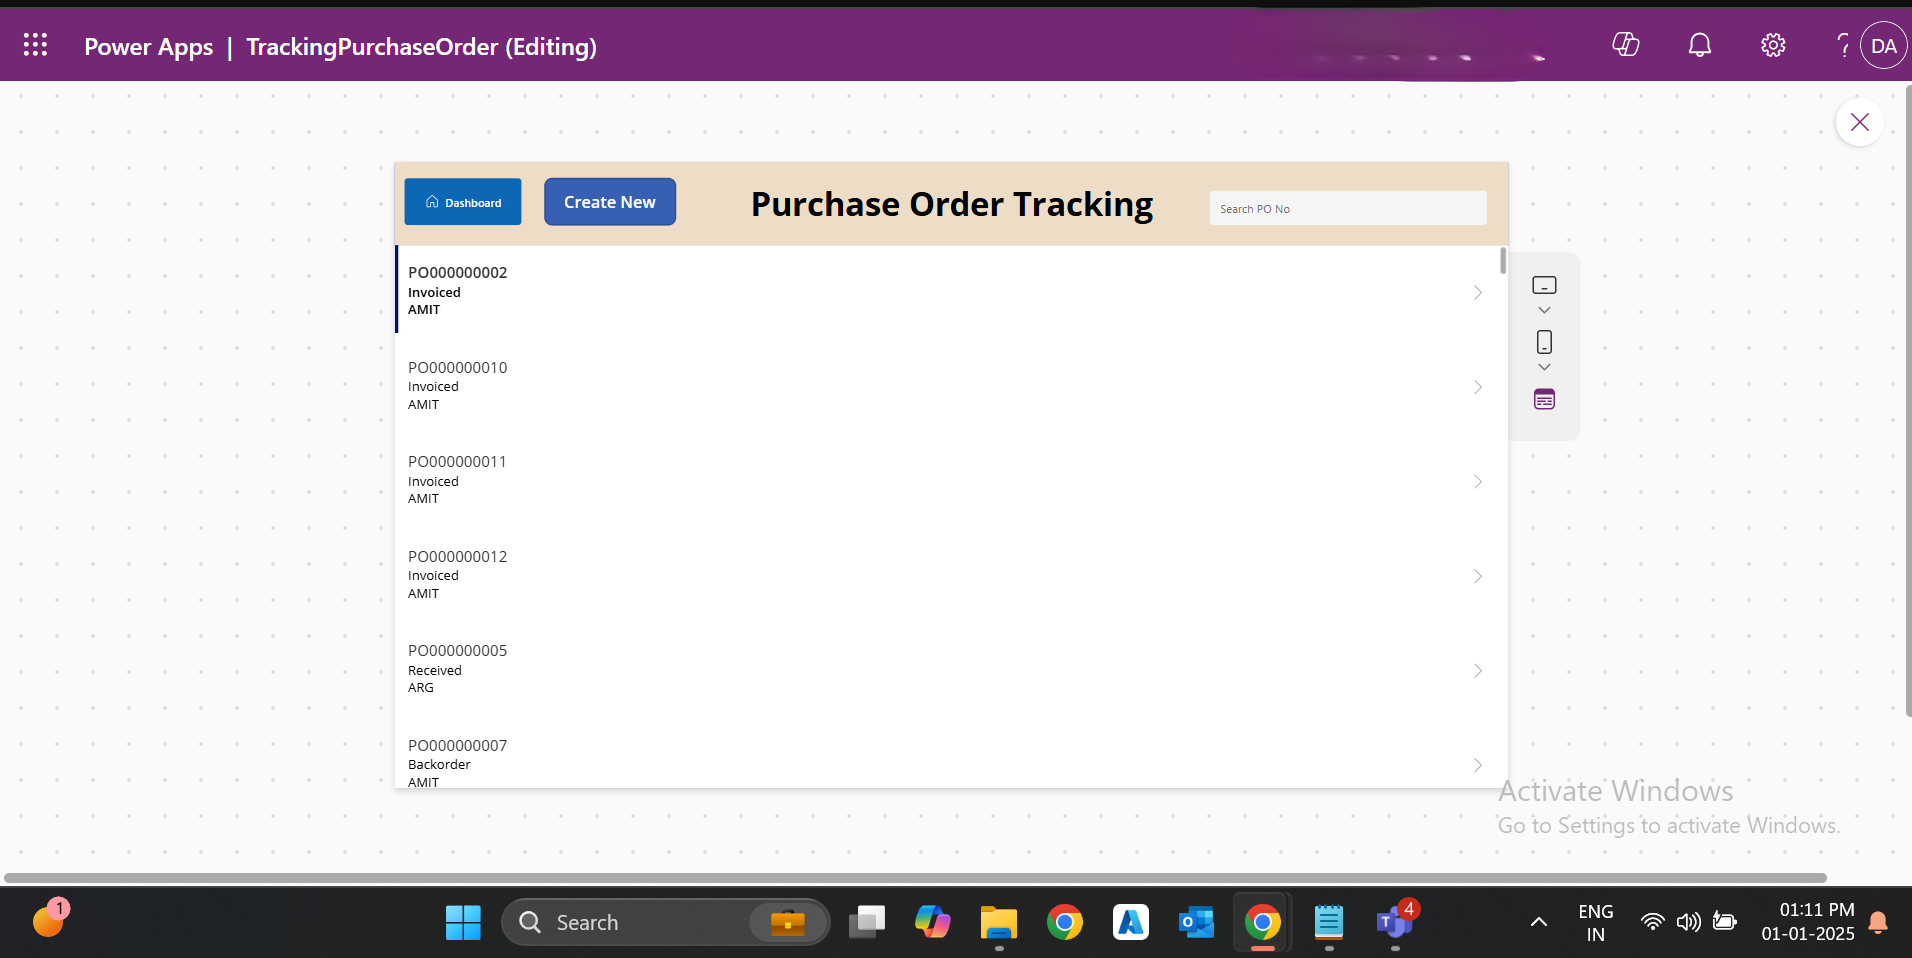 Power Apps | TrackingPurchaseOrder (Editing)
DA
Dashboard
Create New
Purchase Order Tracking
Search PO No
PO000000002
Invoiced
AMIT
PO000000010
Invoiced
AMIT
PO000000011
Invoiced
AMIT
PO000000012
Invoiced
AMIT
PO000000005
Received
ARG
PO000000007
Backorder
AMIT
Activate Windows
Go to Settings to activate Windows.
1
Search
4
ENG
IN
01:11 PM
01-01-2025